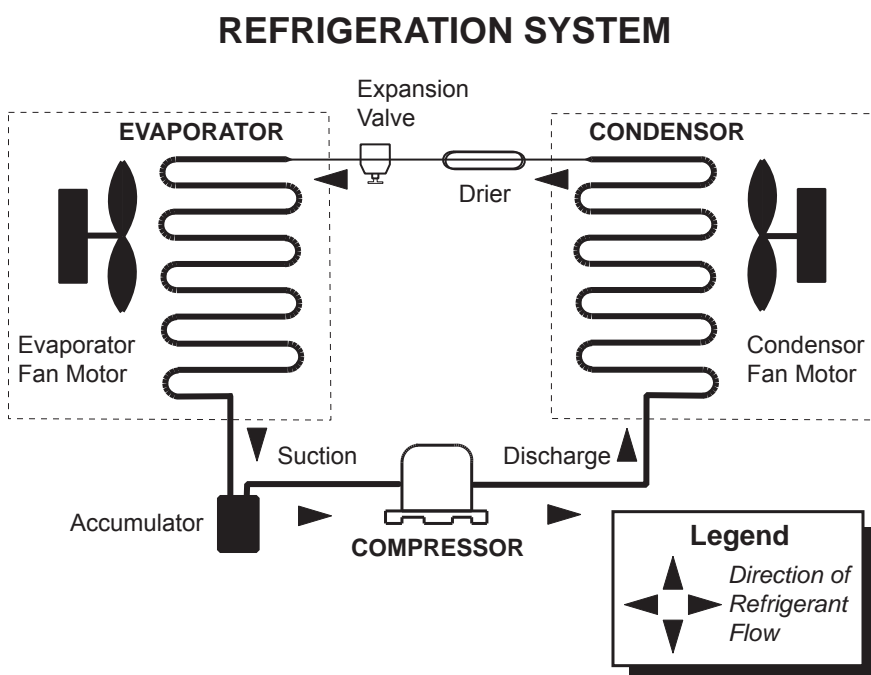 REFRIGERATION SYSTEM
Expansion
Valve
EVAPORATOR
CONDENSOR
Drier
Evaporator
Fan Motor
Condensor
Fan Motor
Suction
Discharge
Accumulator
COMPRESSOR
Legend
Direction of
Refrigerant
Flow